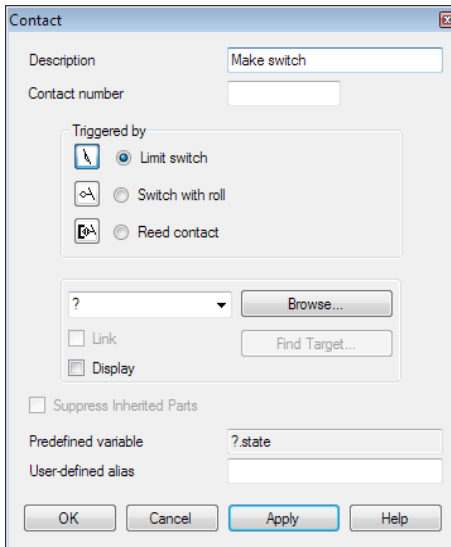 Contact
Description Make switch
Contact number
Triggered by
Limit switch
Switch with roll
Reed contact
? Browse...
Link Find Target...
Display
Suppress Inherited Parts
Predefined variable ?.state
User-defined alias
OK Cancel Apply Help